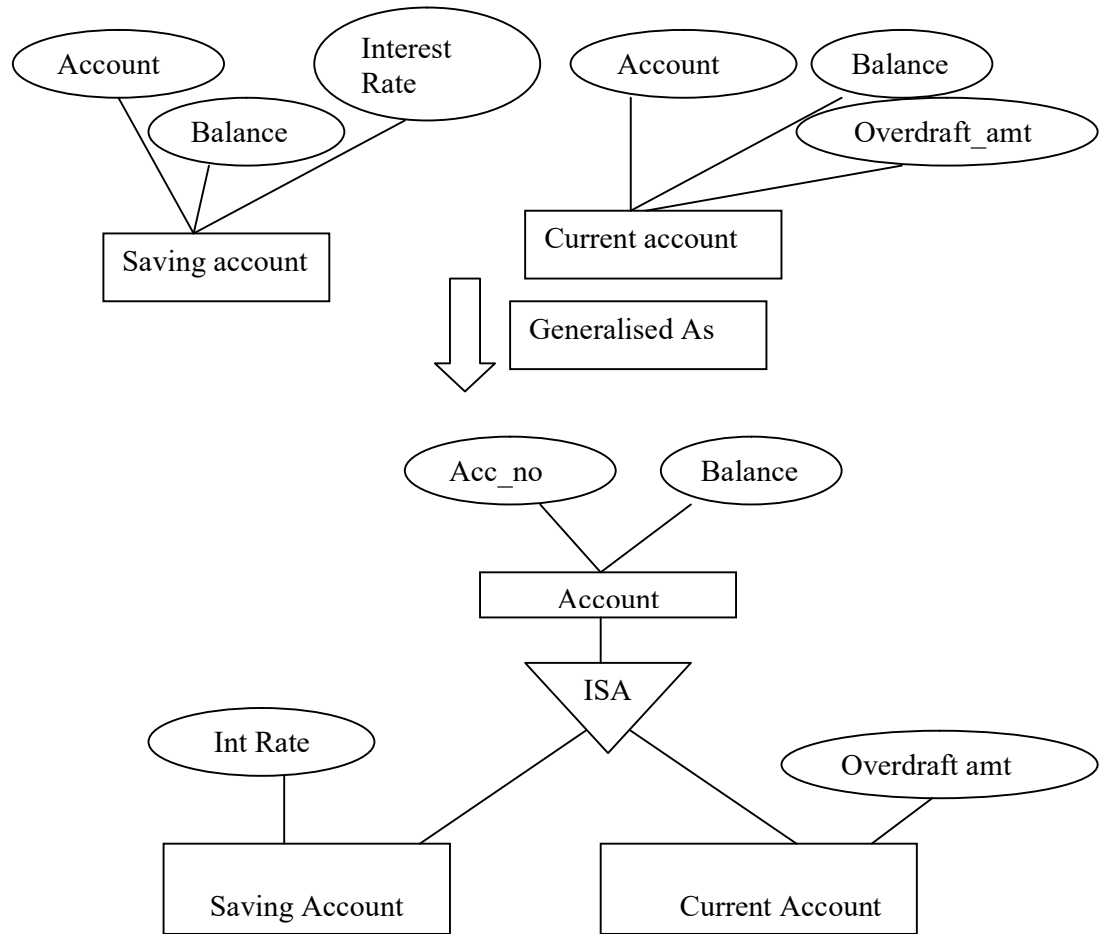 Account
Interest
Rate
Balance
Account
Balance
Overdraft_amt
Saving account
Current account
Generalised As
Acc_no
Balance
Account
ISA
Int Rate
Overdraft amt
Saving Account
Current Account